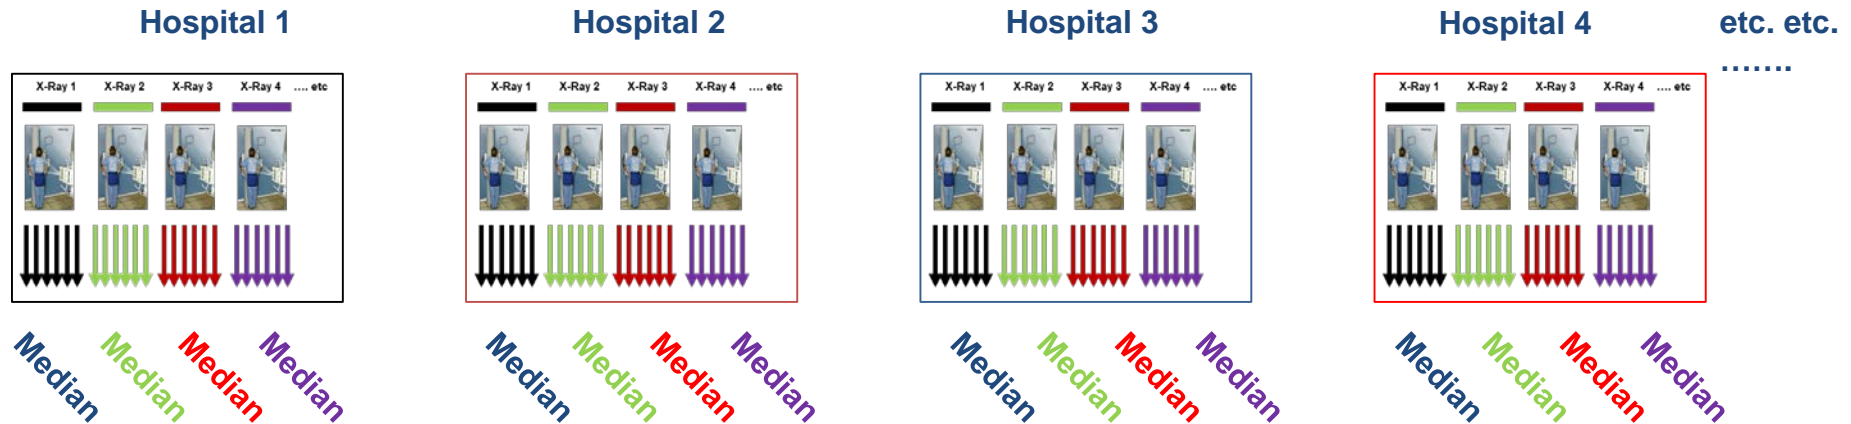 Hospital 1
Hospital 2
Hospital 3
Hospital 4
etc. etc.
…….
X-Ray 1 X-Ray 2 X-Ray 3 X-Ray 4 .... etc
X-Ray 1 X-Ray 2 X-Ray 3 X-Ray 4 .... etc
X-Ray 1 X-Ray 2 X-Ray 3 X-Ray 4 .... etc
X-Ray 1 X-Ray 2 X-Ray 3 X-Ray 4 .... etc
Median Median Median Median
Median Median Median Median
Median Median Median Median
Median Median Median Median